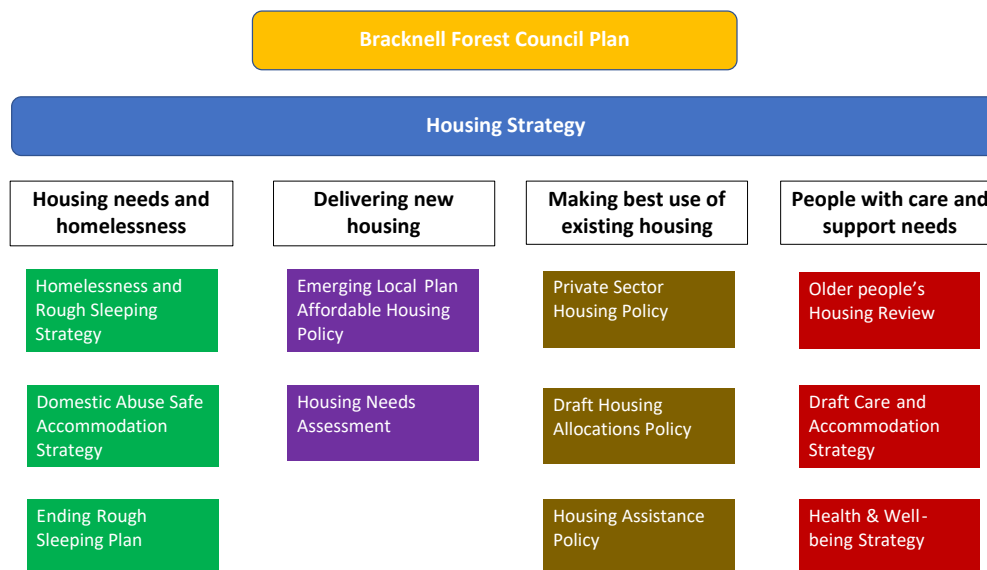 Bracknell Forest Council Plan
Housing Strategy
Housing needs and
homelessness
Delivering new
housing
Making best use of
existing housing
People with care and
support needs
Homelessness and
Rough Sleeping
Strategy
Emerging Local Plan
Affordable Housing
Policy
Private Sector
Housing Policy
Older people’s
Housing Review
Domestic Abuse Safe
Accommodation
Strategy
Housing Needs
Assessment
Draft Housing
Allocations Policy
Draft Care and
Accommodation
Strategy
Ending Rough
Sleeping Plan
Housing Assistance
Policy
Health & Well-
being Strategy